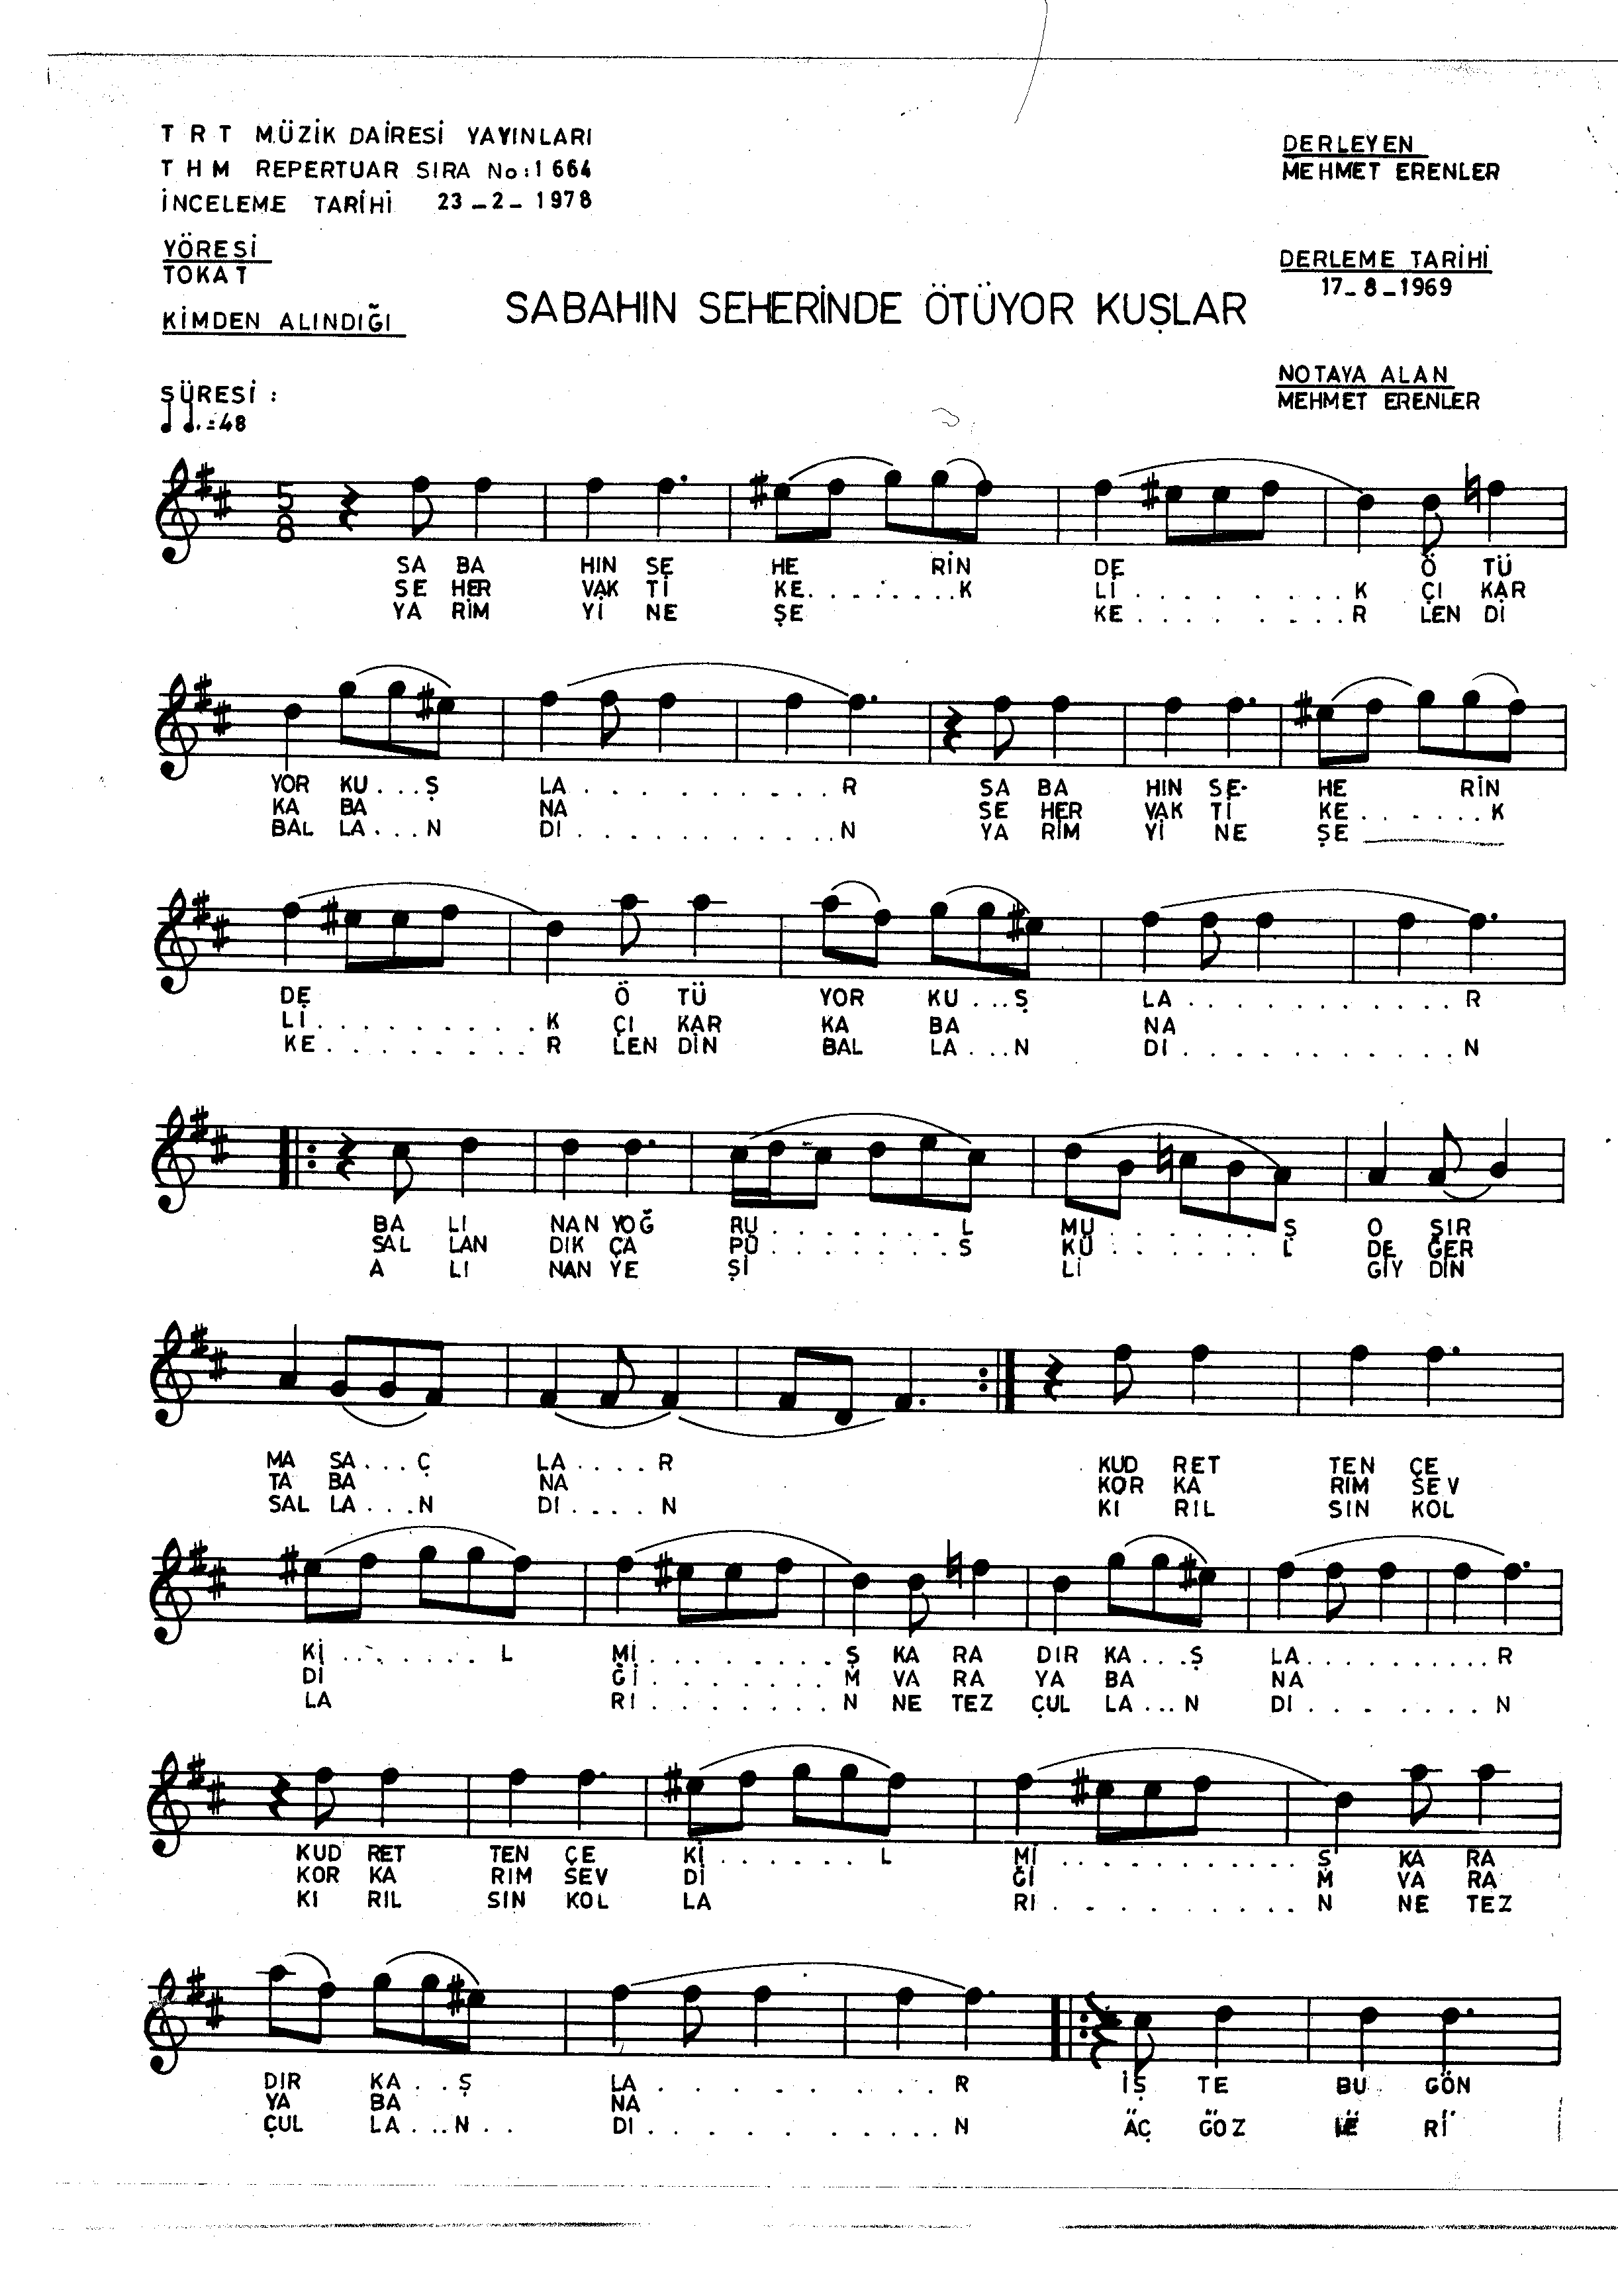 T R T MÜZİK DAİRESİ YAYINLARI
T H M REPERTUAR SIRA No:1664
İNCELEME TARİHİ 23_2_1978
DERLEYEN
MEHMET ERENLER
YÖRESİ
TOKAT
DERLEME TARİHİ
17_8_1969
SABAHIN SEHERİNDE ÖTÜYOR KUŞLAR
KİMDEN ALINDIĞI
NOTAYA ALAN
MEHMET ERENLER
SÜRESİ :
♩ ♩. =48
5
8
SA BA HIN SE HE RİN DE Ö TÜ
SE HER VAK Tİ KE.......K Lİ........K ÇI KAR
YA RİM Yİ NE ŞE KE........R LEN Dİ
YOR KU...Ş LA.........R SA BA HIN SE- HE RİN
KA BA NA SE HER VAK Tİ KE.......K
BAL LA...N DI...........N YA RİM Yİ NE ŞE
DE Ö TÜ YOR KU...Ş LA...........R
Lİ.........K ÇI KAR KA BA NA
KE........R LEN DİN BAL LA...N DI...........N
BA LI NAN YOĞ RU........L MU.......Ş O SIR
SAL LAN DIK ÇA PÜ.......S KÜ.......L DE ĞER
A LI NAN YE Şİ Lİ GİY DİN
MA SA...Ç LA....R KUD RET TEN ÇE
TA BA NA KOR KA RIM SEV
SAL LA...N DI....N KI RIL SIN KOL
Kİ.......L Mİ........Ş KA RA DIR KA...Ş LA..........R
Dİ Ğİ.......M VA RA YA BA NA
LA RI.......N NE TEZ ÇUL LA...N DI........N
KUD RET TEN ÇE Kİ......L Mİ.........Ş KA RA
KOR KA RIM SEV Dİ Ğİ M VA RA
KI RIL SIN KOL LA RI.........N NE TEZ
DIR KA...Ş LA........R İŞ TE BU GÖN
YA BA NA
ÇUL LA...N.. DI..........N AÇ GÖZ LE Rİ